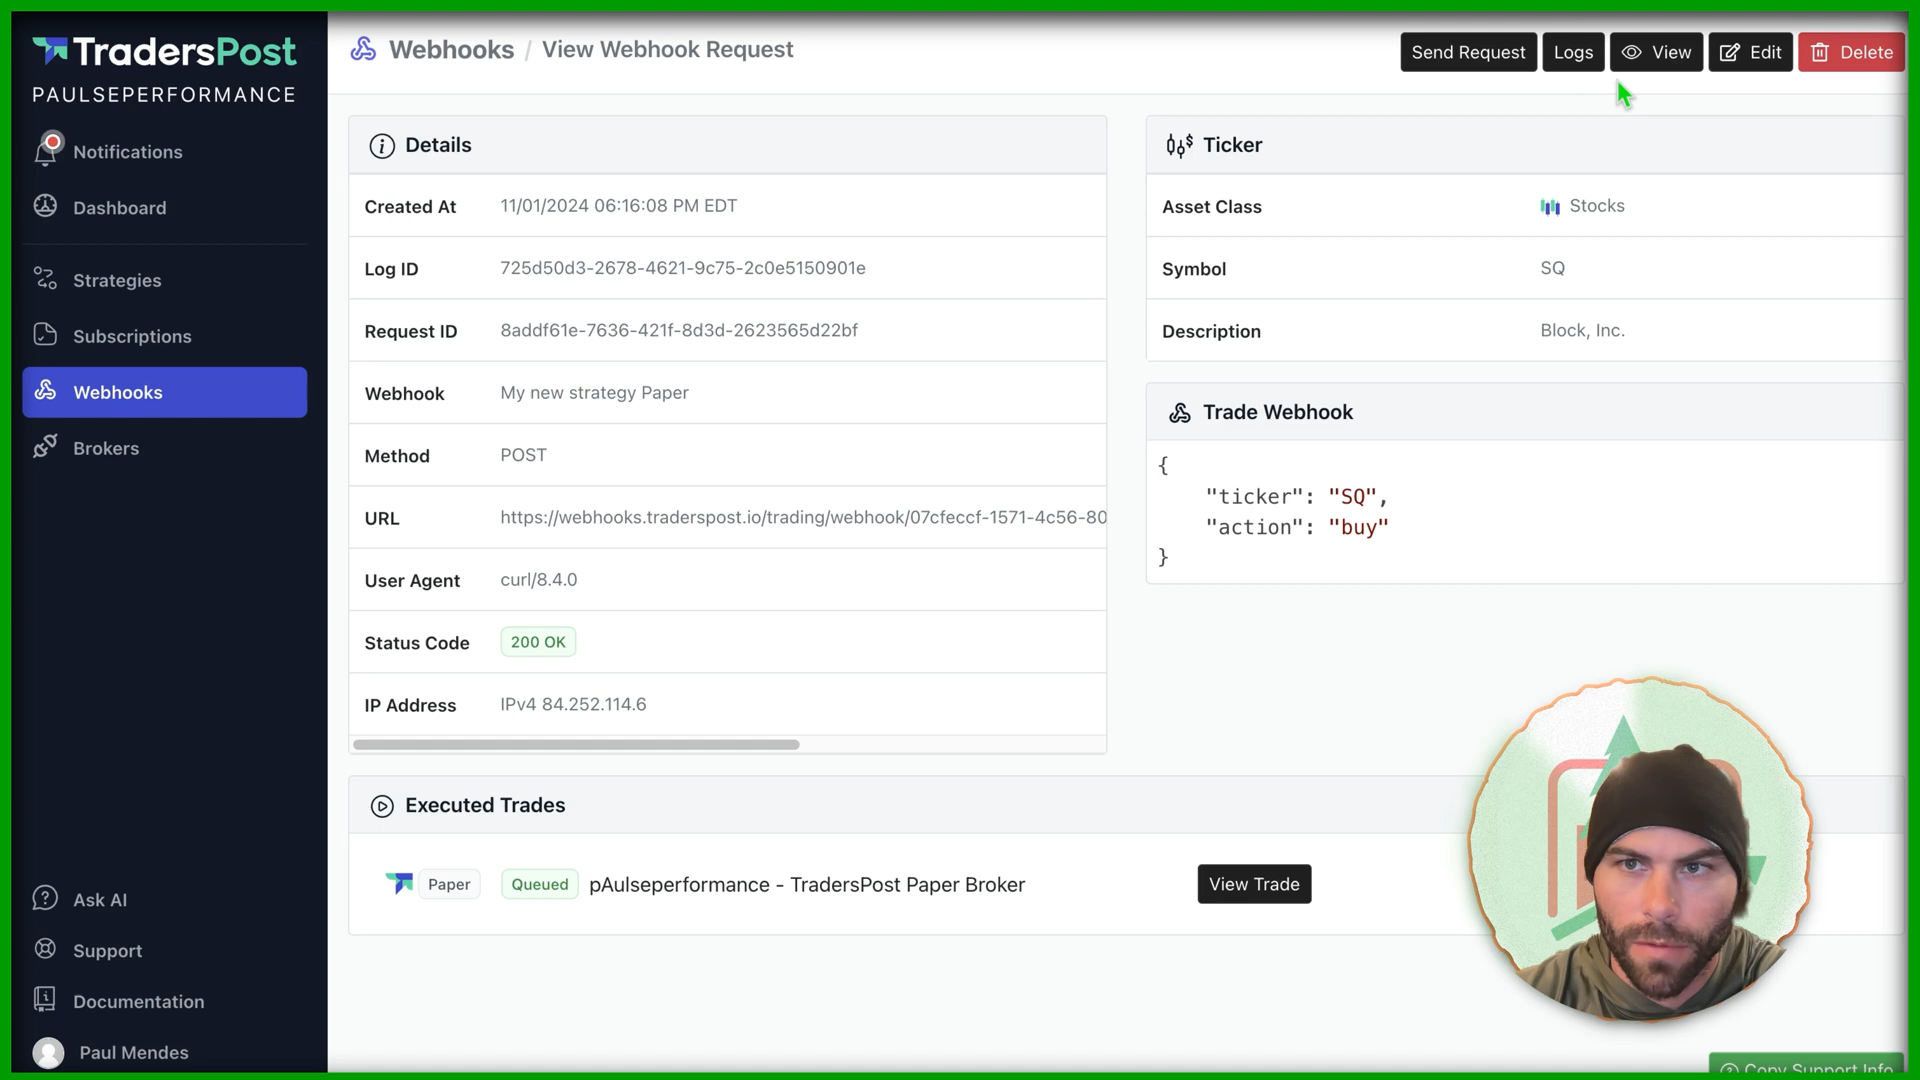 TradersPost
PAULSEPERFORMANCE
Notifications
Dashboard
Strategies
Subscriptions
Webhooks
Brokers
Ask AI
Support
Documentation
Paul Mendes
Webhooks / View Webhook Request
Send Request
Logs
View
Edit
Delete
Details
Created At 11/01/2024 06:16:08 PM EDT
Log ID 725d50d3-2678-4621-9c75-2c0e5150901e
Request ID 8addf61e-7636-421f-8d3d-2623565d22bf
Webhook My new strategy Paper
Method POST
URL https://webhooks.traderspost.io/trading/webhook/07cfeccf-1571-4c56-80
User Agent curl/8.4.0
Status Code 200 OK
IP Address IPv4 84.252.114.6
Ticker
Asset Class Stocks
Symbol SQ
Description Block, Inc.
Trade Webhook
{
"ticker": "SQ",
"action": "buy"
}
Executed Trades
Paper Queued pAulseperformance - TradersPost Paper Broker View Trade
Copy Support Info